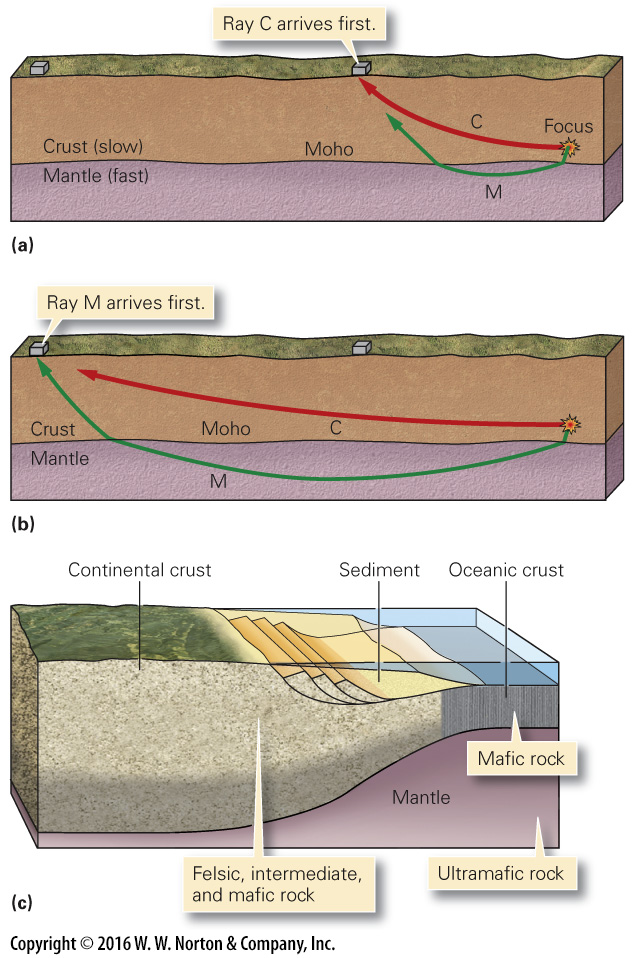 Ray C arrives first.
C
Focus
Crust (slow)
Moho
Mantle (fast)
M
(a)
Ray M arrives first.
Crust
Moho
C
Mantle
M
(b)
Continental crust
Sediment
Oceanic crust
Mafic rock
Mantle
Felsic, intermediate,
and mafic rock
Ultramafic rock
(c)
Copyright © 2016 W. W. Norton & Company, Inc.